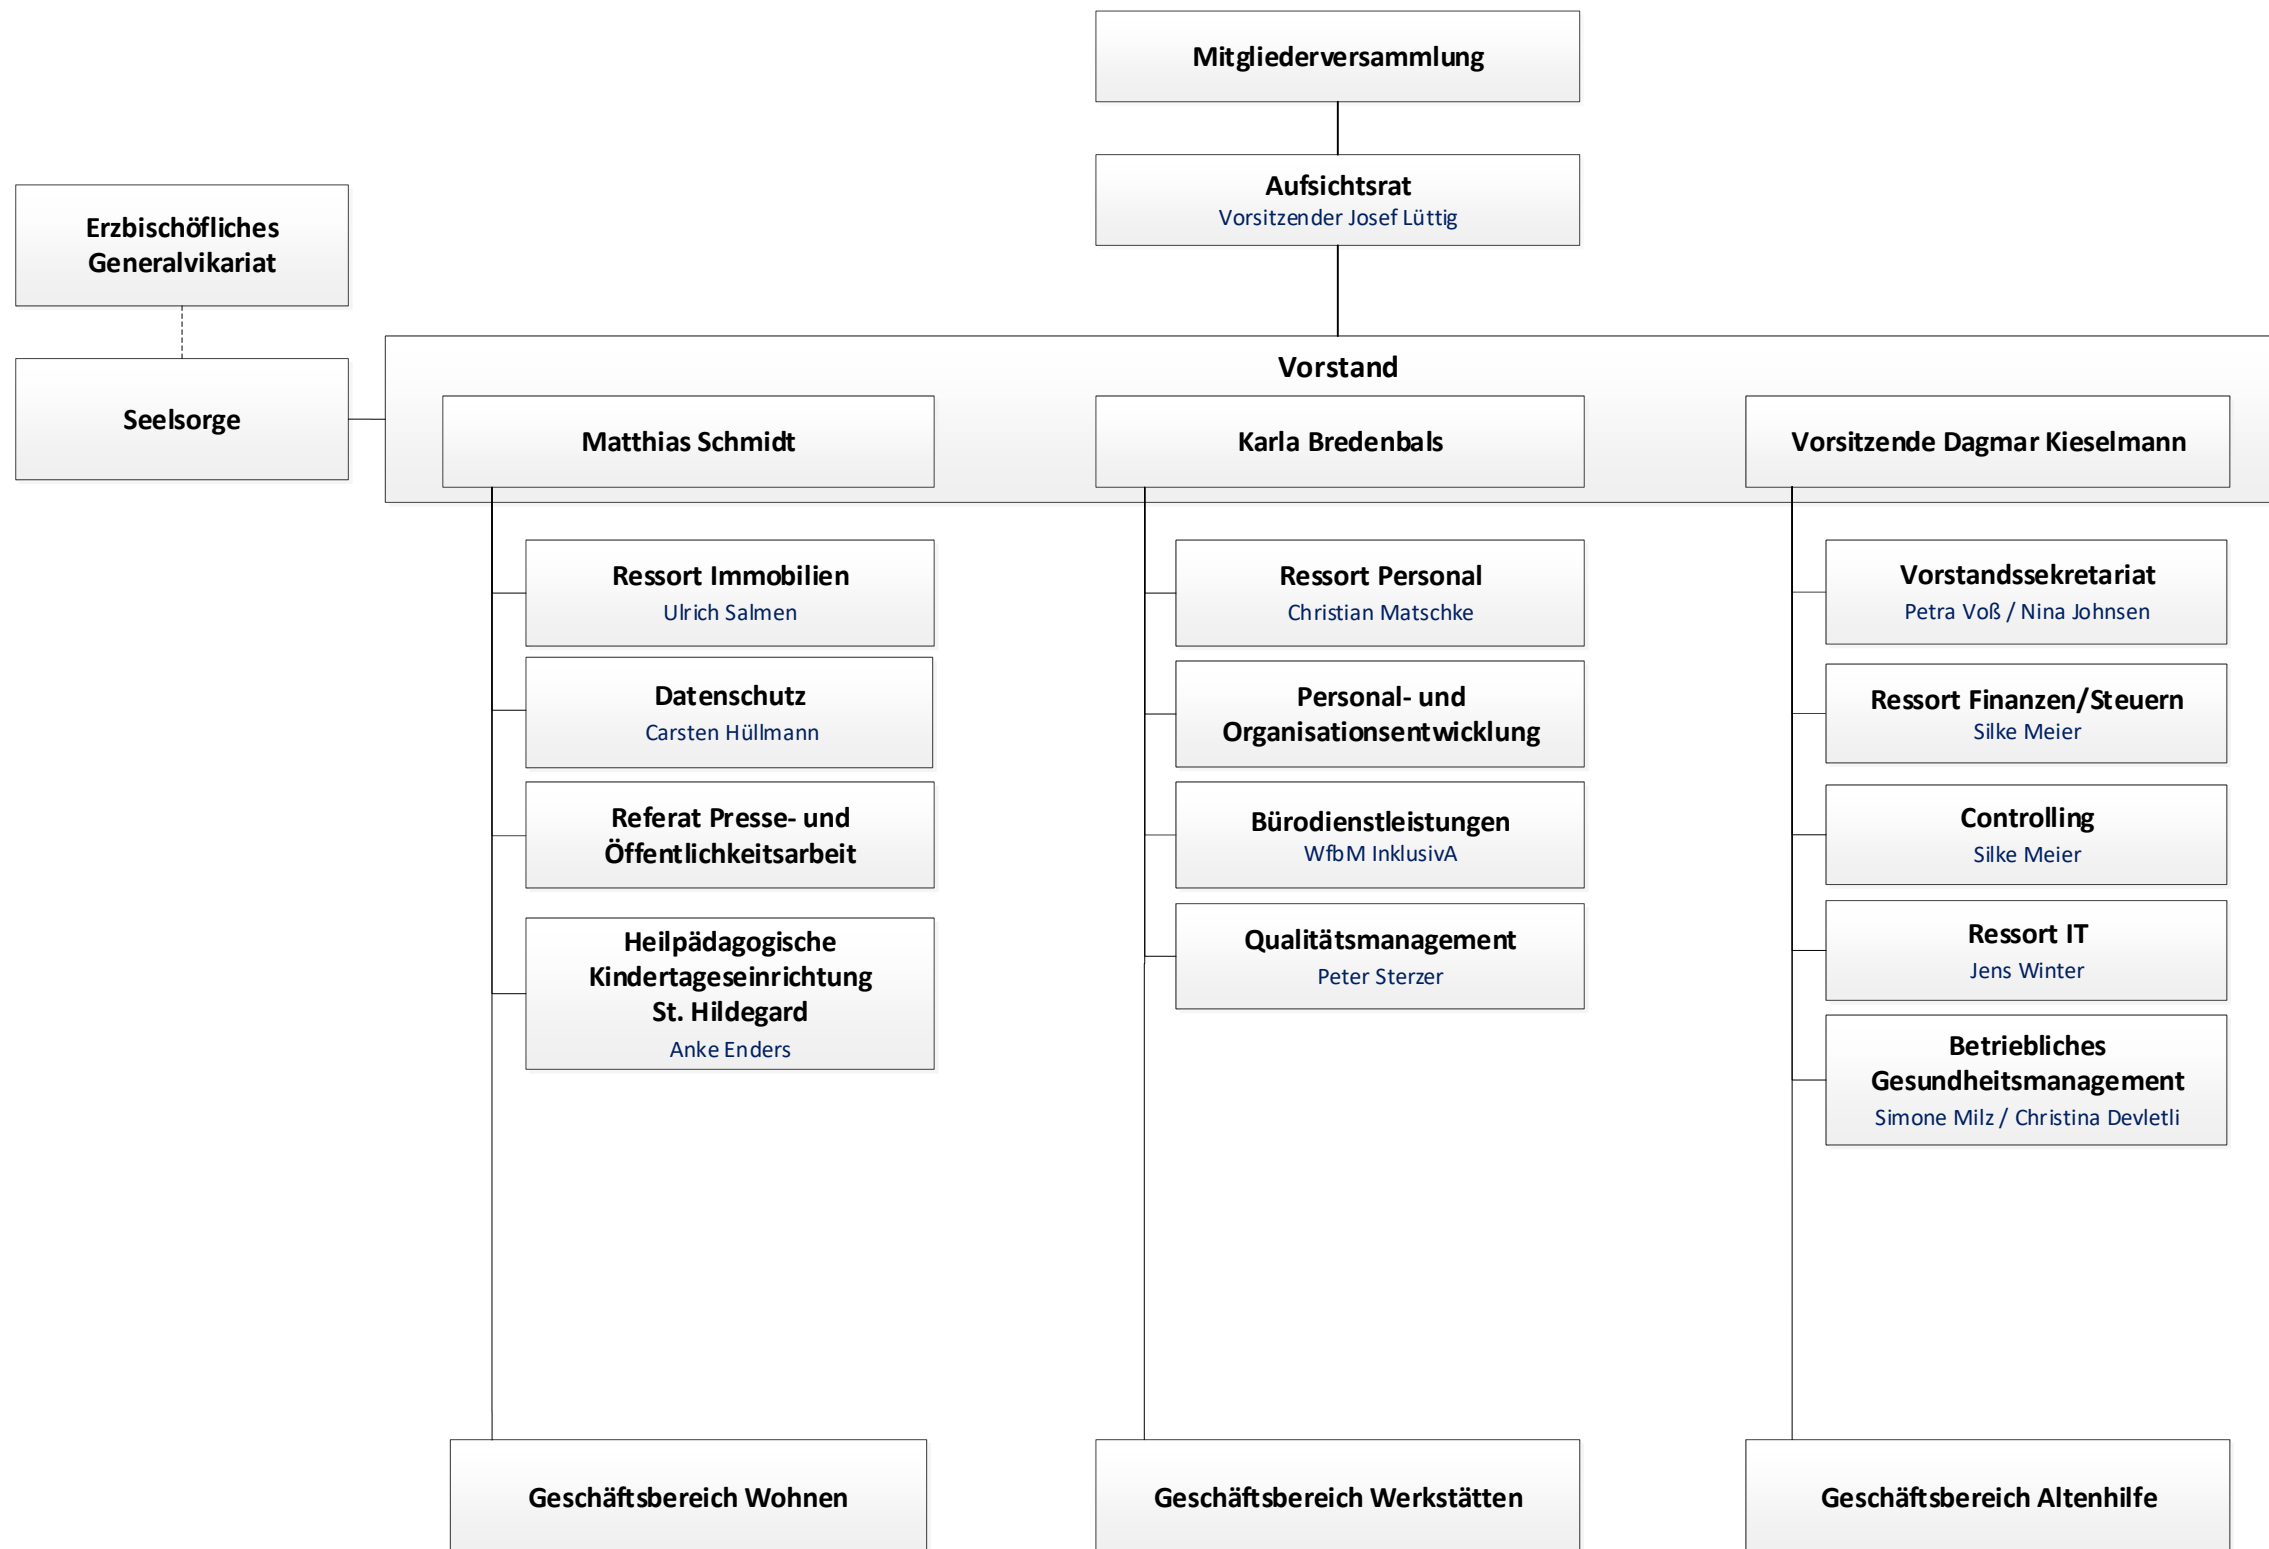 Mitgliederversammlung
Aufsichtsrat
Vorsitzender Josef Lüttig
Erzbischöfliches
Generalvikariat
Seelsorge
Vorstand
Matthias Schmidt
Karla Bredenbals
Vorsitzende Dagmar Kieselmann
Ressort Immobilien
Ulrich Salmen
Datenschutz
Carsten Hüllmann
Referat Presse- und
Öffentlichkeitsarbeit
Heilpädagogische
Kindertageseinrichtung
St. Hildegard
Anke Enders
Ressort Personal
Christian Matschke
Personal- und
Organisationsentwicklung
Bürodienstleistungen
WfbM InklusivA
Qualitätsmanagement
Peter Sterzer
Vorstandssekretariat
Petra Voß / Nina Johnsen
Ressort Finanzen/Steuern
Silke Meier
Controlling
Silke Meier
Ressort IT
Jens Winter
Betriebliches
Gesundheitsmanagement
Simone Milz / Christina Devletli
Geschäftsbereich Wohnen
Geschäftsbereich Werkstätten
Geschäftsbereich Altenhilfe